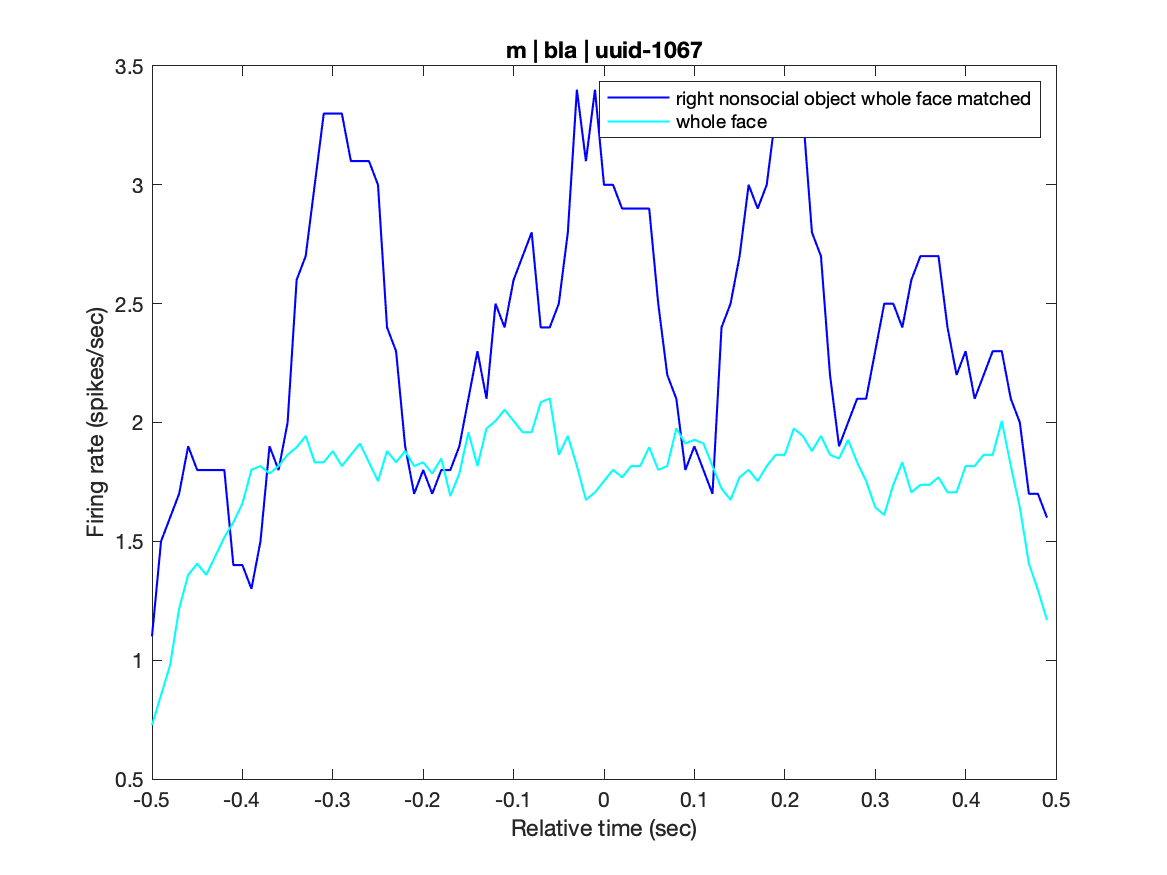 m | bla | uuid-1067
right nonsocial object whole face matched
whole face
Firing rate (spikes/sec)
3.5
3
2.5
2
1.5
1
0.5
-0.5 -0.4 -0.3 -0.2 -0.1 0 0.1 0.2 0.3 0.4 0.5
Relative time (sec)